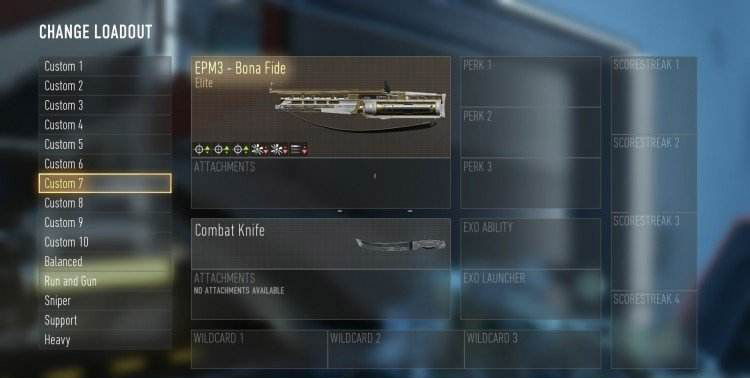 CHANGE LOADOUT
Custom 1
Custom 2
Custom 3
Custom 4
Custom 5
Custom 6
Custom 7
Custom 8
Custom 9
Custom 10
Balanced
Run and Gun
Sniper
Support
Heavy
EPM3 - Bona Fide
Elite
ATTACHMENTS
Combat Knife
ATTACHMENTS
NO ATTACHMENTS AVAILABLE
WILDCARD 1
WILDCARD 2
WILDCARD 3
PERK 1
PERK 2
PERK 3
EXO ABILITY
EXO LAUNCHER
SCORESTREAK 1
SCORESTREAK 2
SCORESTREAK 3
SCORESTREAK 4